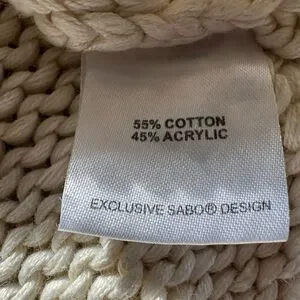 55% COTTON
45% ACRYLIC
EXCLUSIVE SABO® DESIGN